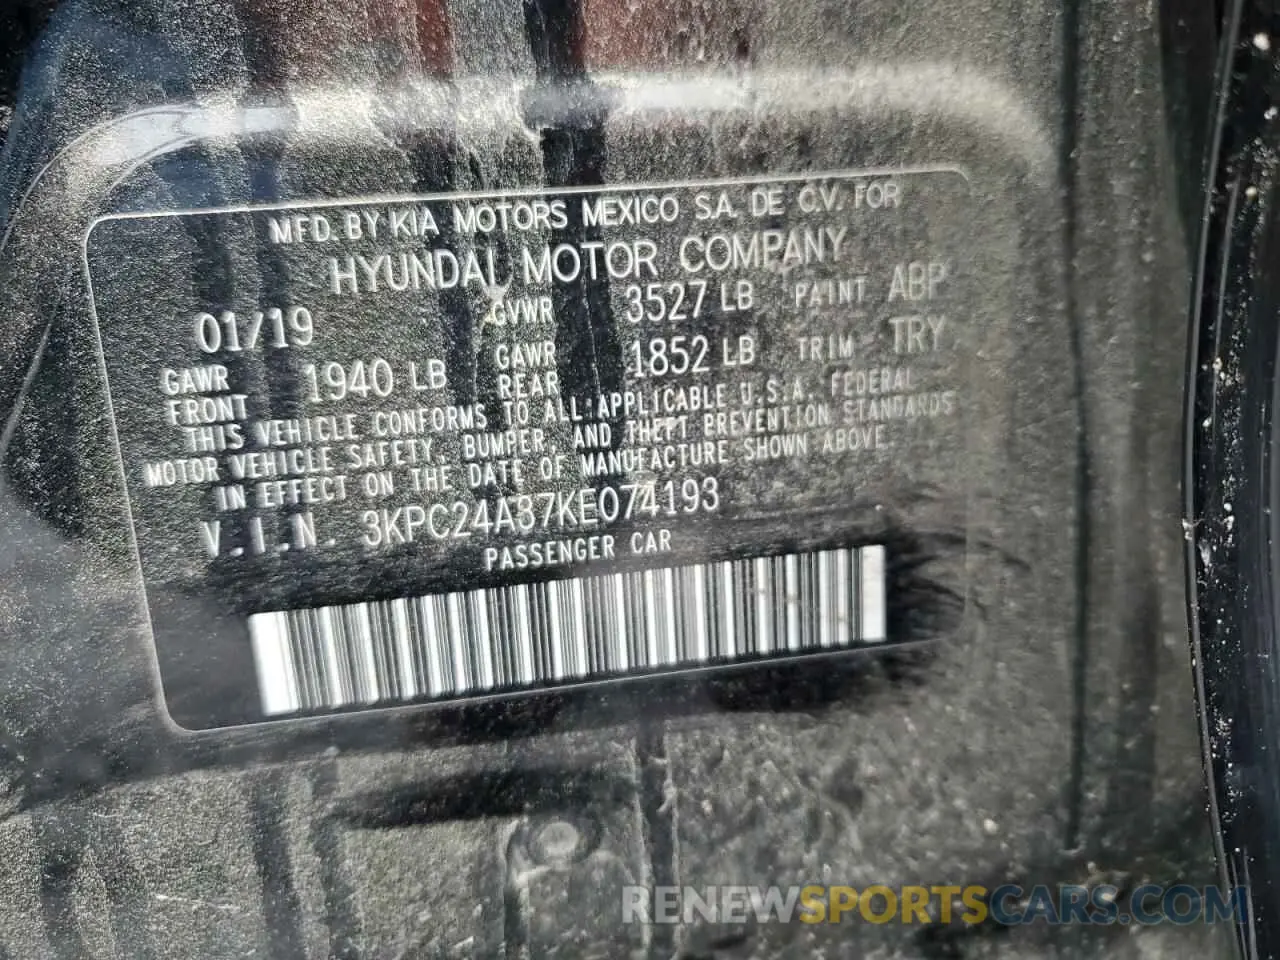 MFD. BY KIA MOTORS MEXICO S.A. DE C.V. FOR
HYUNDAI MOTOR COMPANY
01/19 GVWR 3527 LB PAINT ABP
GAWR FRONT 1940 LB GAWR REAR 1852 LB TRIM TRY
THIS VEHICLE CONFORMS TO ALL APPLICABLE U.S.A. FEDERAL
MOTOR VEHICLE SAFETY, BUMPER, AND THEFT PREVENTION STANDARDS
IN EFFECT ON THE DATE OF MANUFACTURE SHOWN ABOVE.
V.I.N. 3KPC24A37KE074193
PASSENGER CAR
RENEWSPORTSCARS.COM